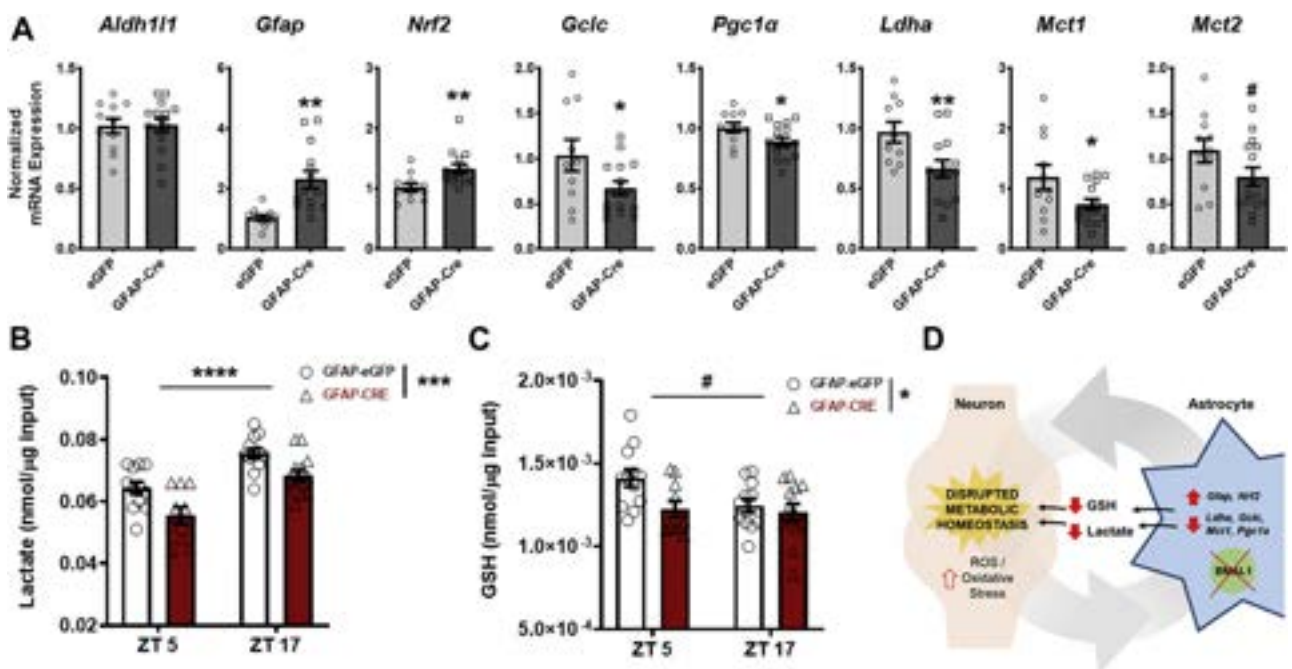 A
Aldh1l1 Gfap Nrf2 Gclc Pgc1α Ldha Mct1 Mct2
Normalized
mRNA Expression
1.5 6 3 2.0 1.5 1.5 3 1.5
** ** * * ** * #
1.0 4 2 1.5 1.0 1.0 2 1.0
0.5 2 1 1.0 0.5 0.5 1 0.5
0.5
0.0 0 0 0.0 0.0 0.0 0 0.0
eGFP GFAP-Cre eGFP GFAP-Cre eGFP GFAP-Cre eGFP GFAP-Cre eGFP GFAP-Cre eGFP GFAP-Cre eGFP GFAP-Cre eGFP GFAP-Cre
B
Lactate (nmol/µg input)
0.10
0.08
0.06
0.04
0.02
****
GFAP-eGFP
GFAP-CRE
***
ZT 5 ZT 17
C
GSH (nmol/µg input)
2.0×10⁻³
1.5×10⁻³
1.0×10⁻³
5.0×10⁻⁴
#
GFAP-eGFP
GFAP-CRE
*
ZT 5 ZT 17
D
Neuron
Astrocyte
DISRUPTED
METABOLIC
HOMEOSTASIS
GSH
Lactate
ROS /
Oxidative
Stress
Gfap,
Ldha, Gclc,
Mct1, Pgc1a
BMAL1